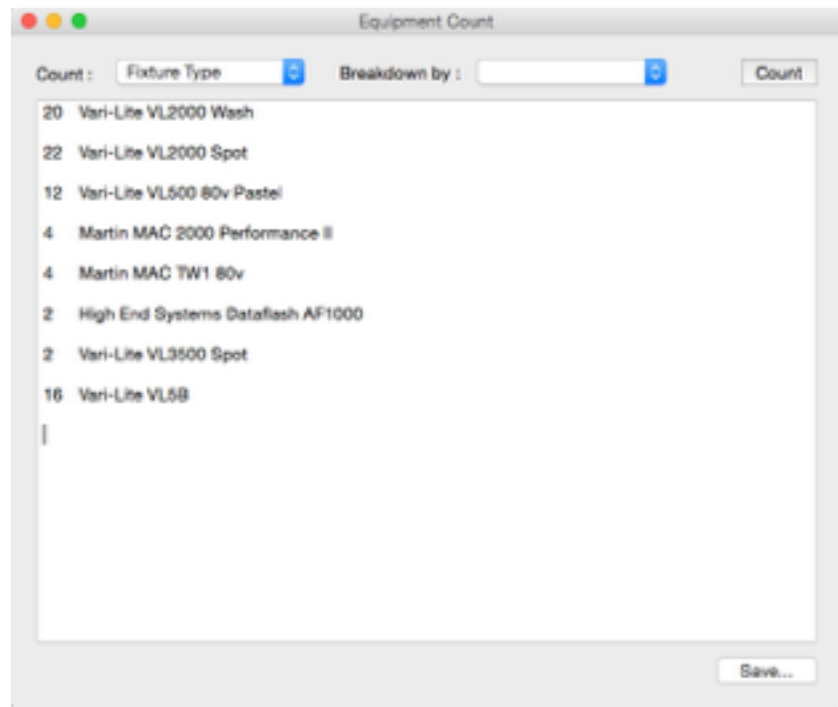 Equipment Count
Count : Fixture Type Breakdown by : Count
20 Vari-Lite VL2000 Wash
22 Vari-Lite VL2000 Spot
12 Vari-Lite VL500 80v Pastel
4 Martin MAC 2000 Performance II
4 Martin MAC TW1 80v
2 High End Systems Dataflash AF1000
2 Vari-Lite VL3500 Spot
16 Vari-Lite VL5B
Save...